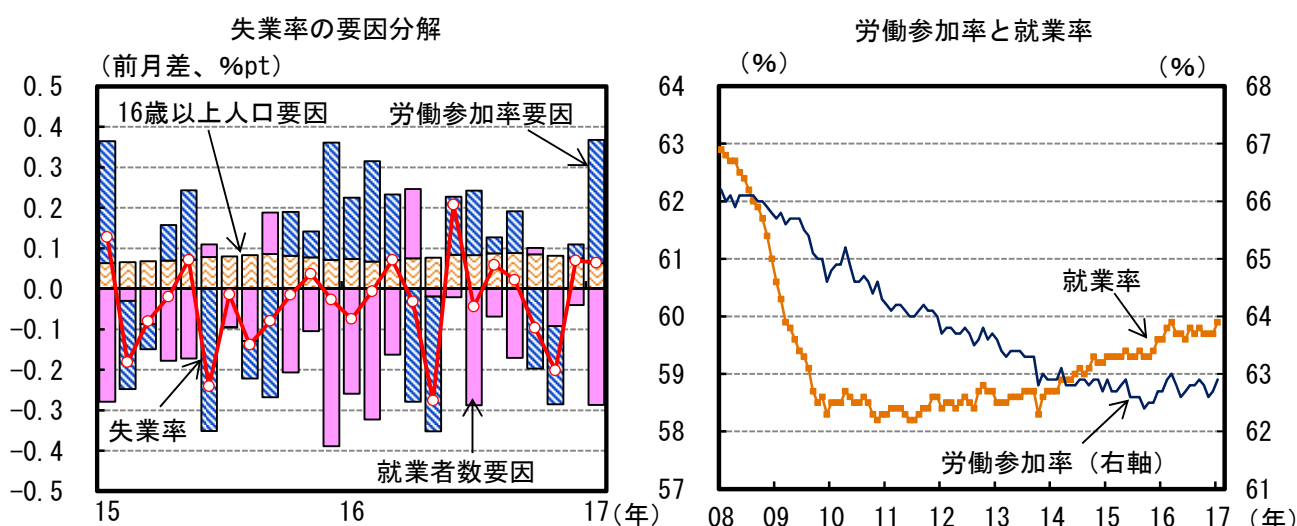 失業率の要因分解
(前月差、%pt)
0.5
0.4
0.3
0.2
0.1
0.0
-0.1
-0.2
-0.3
-0.4
-0.5
16歳以上人口要因
労働参加率要因
失業率
就業者数要因
15 16 17(年)
労働参加率と就業率
(%) (%)
64
63
62
61
60
59
58
57
68
67
66
65
64
63
62
61
就業率
労働参加率(右軸)
08 09 10 11 12 13 14 15 16 17
(年)